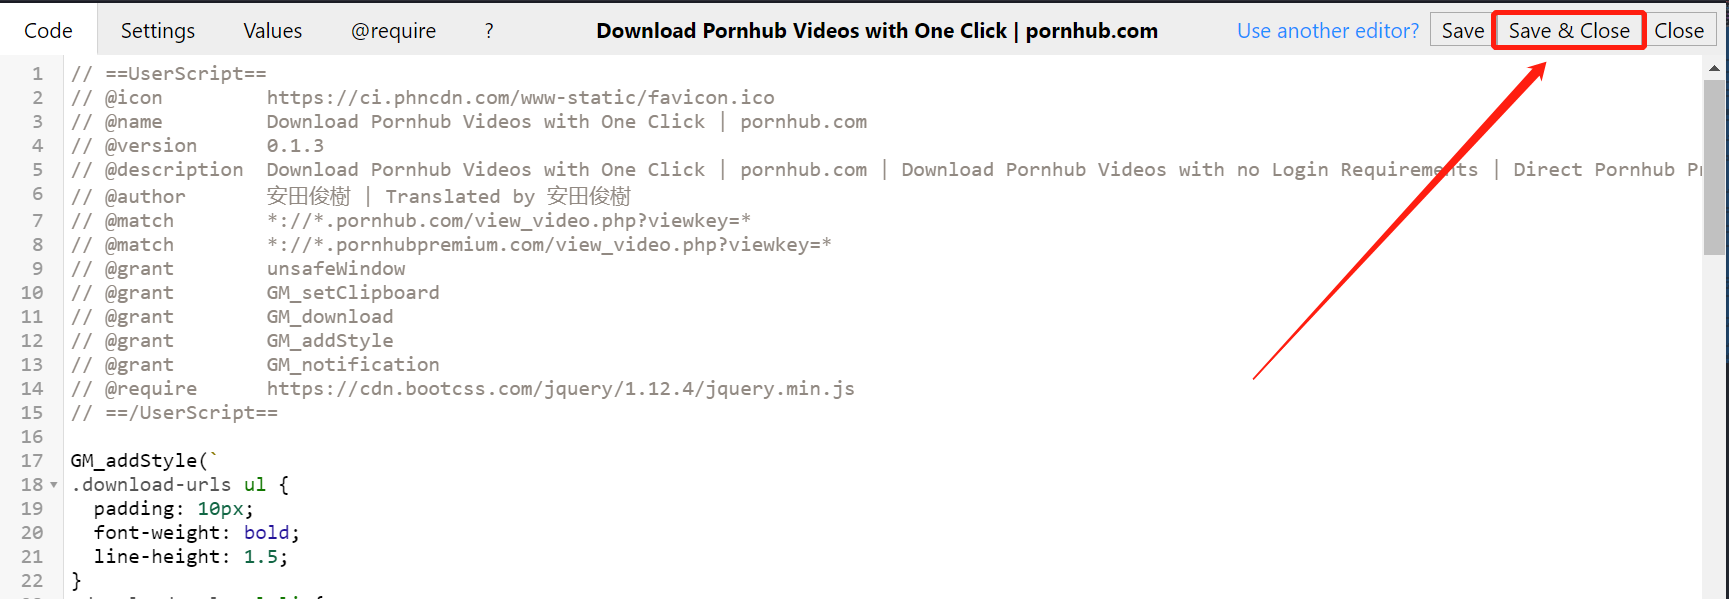 Code Settings Values @require ? Download Pornhub Videos with One Click | pornhub.com Use another editor? Save Save & Close Close
1 // ==UserScript==
2 // @icon https://ci.phncdn.com/www-static/favicon.ico
3 // @name Download Pornhub Videos with One Click | pornhub.com
4 // @version 0.1.3
5 // @description Download Pornhub Videos with One Click | pornhub.com | Download Pornhub Videos with no Login Requirements | Direct Pornhub
6 // @author 安田俊樹 | Translated by 安田俊樹
7 // @match *://*.pornhub.com/view_video.php?viewkey=*
8 // @match *://*.pornhubpremium.com/view_video.php?viewkey=*
9 // @grant unsafeWindow
10 // @grant GM_setClipboard
11 // @grant GM_download
12 // @grant GM_addStyle
13 // @grant GM_notification
14 // @require https://cdn.bootcss.com/jquery/1.12.4/jquery.min.js
15 // ==/UserScript==
16
17 GM_addStyle(`
18 .download-urls ul {
19 padding: 10px;
20 font-weight: bold;
21 line-height: 1.5;
22 }